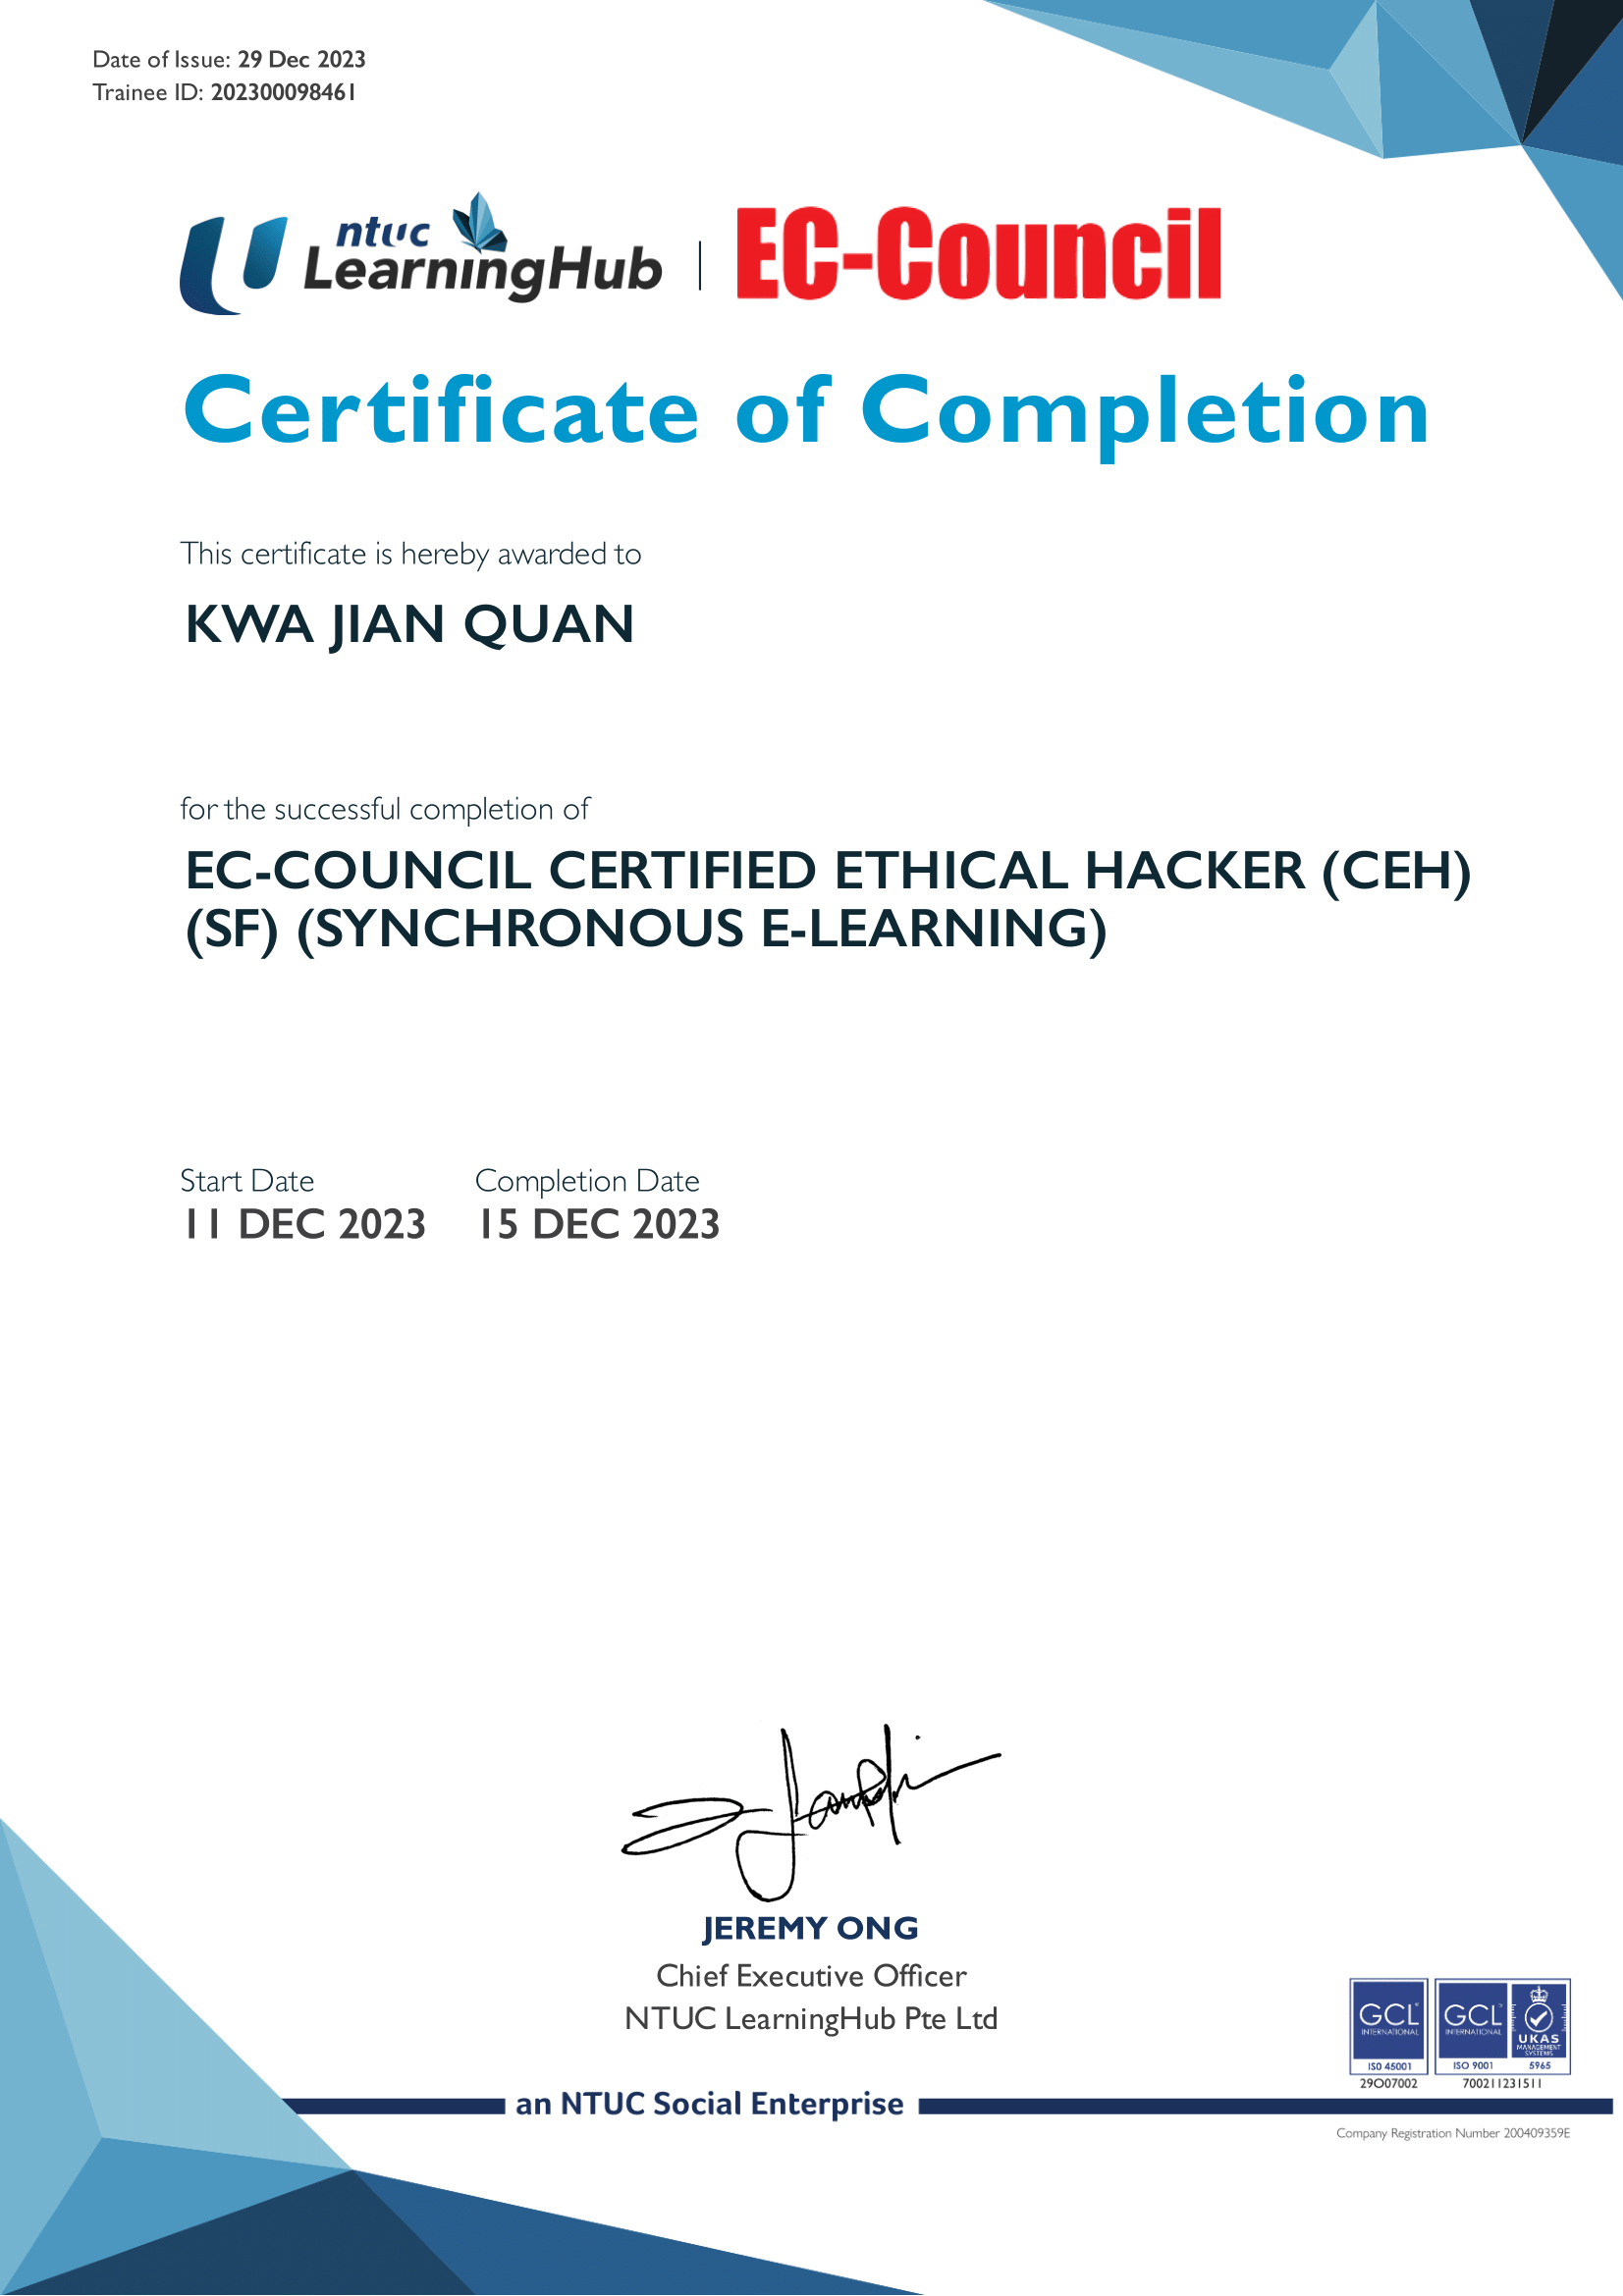 Date of Issue: 29 Dec 2023
Trainee ID: 202300098461
ntuc
LearningHub
EC-Council
Certificate of Completion
This certificate is hereby awarded to
KWA JIAN QUAN
for the successful completion of
EC-COUNCIL CERTIFIED ETHICAL HACKER (CEH)
(SF) (SYNCHRONOUS E-LEARNING)
Start Date Completion Date
11 DEC 2023 15 DEC 2023
JEREMY ONG
Chief Executive Officer
NTUC LearningHub Pte Ltd
GCL INTERNATIONAL GCL INTERNATIONAL UKAS MANAGEMENT SYSTEMS
ISO 45001 ISO 9001 5965
29O07002 700211231511
an NTUC Social Enterprise
Company Registration Number 200409359E